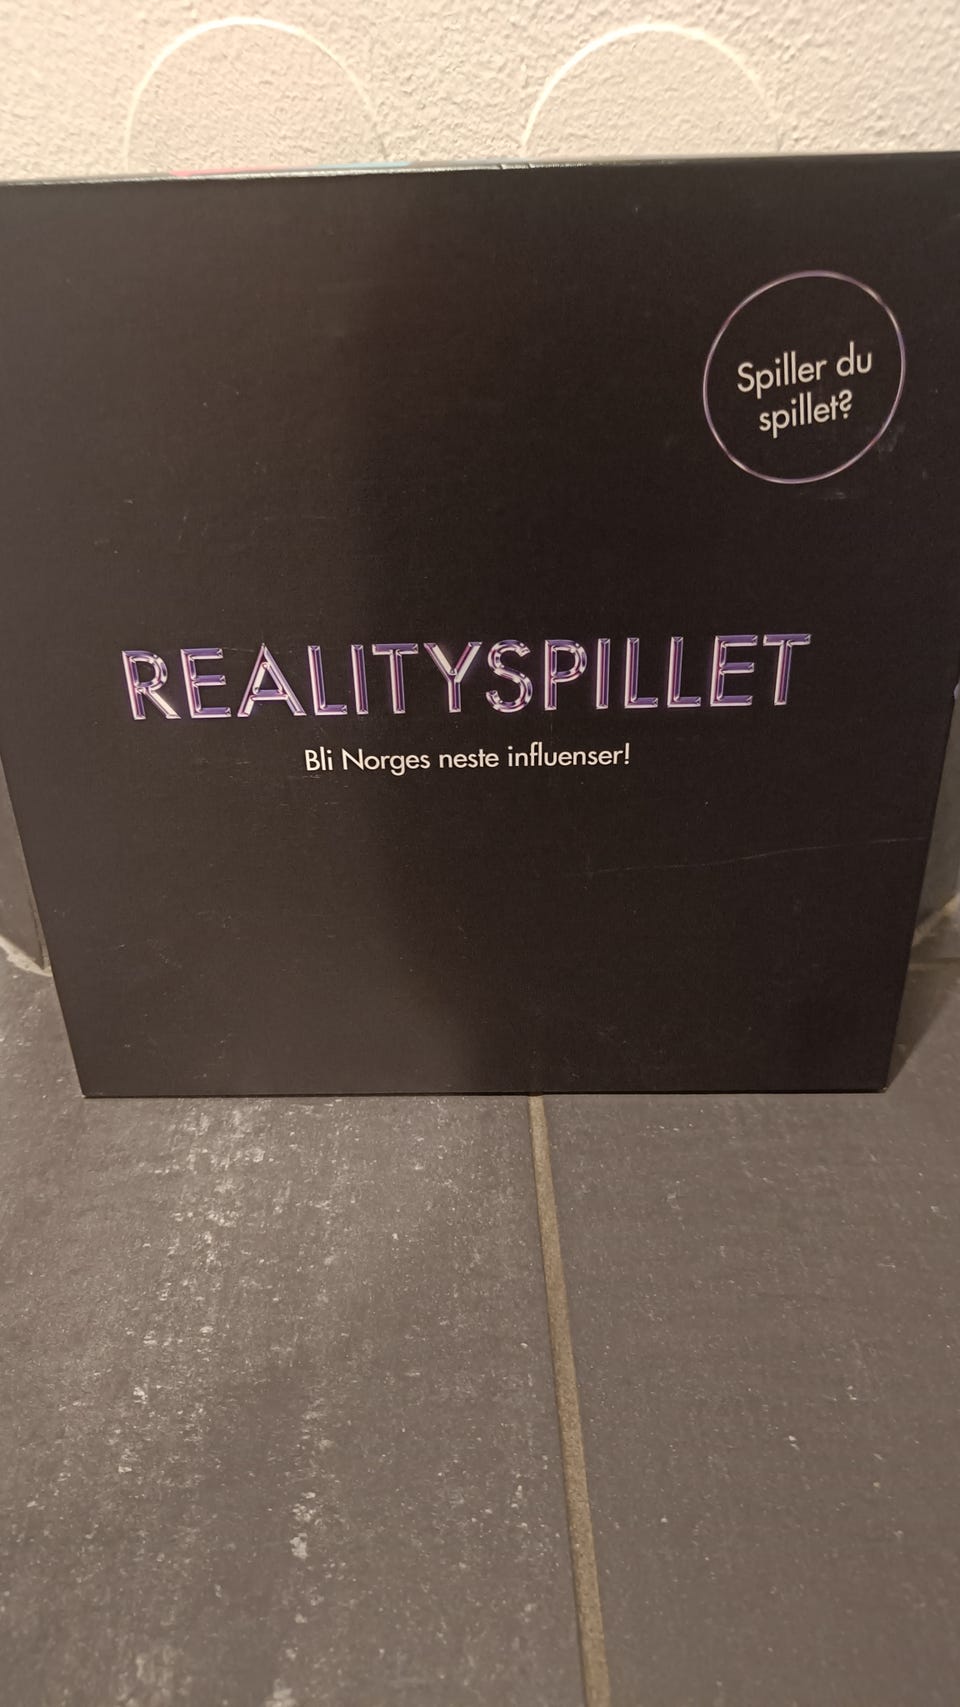 Spiller du
spillet?
REALITYSPILLET
Bli Norges neste influenser!